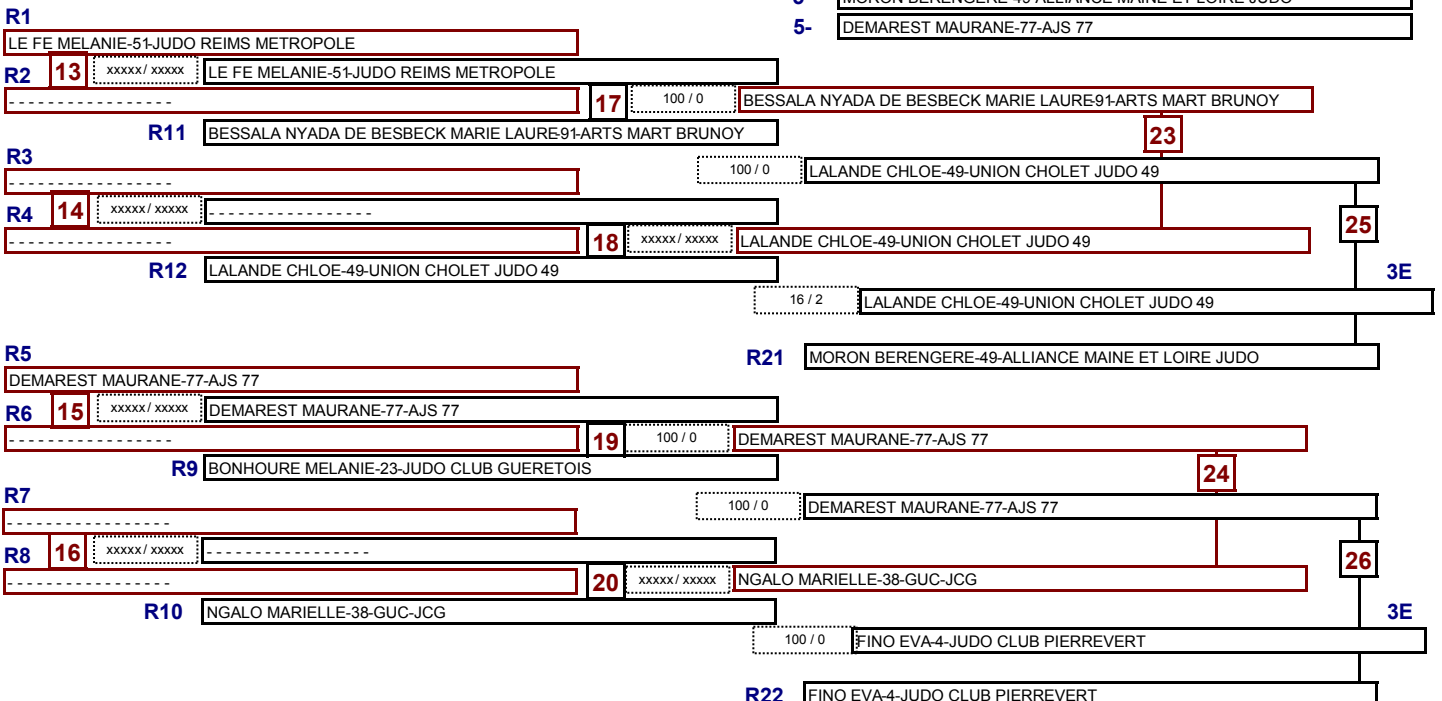 5- MORON BERENGERE-49-ALLIANCE MAINE ET LOIRE JUDO
R1
5- DEMAREST MAURANE-77-AJS 77
LE FE MELANIE-51-JUDO REIMS METROPOLE
R2 13 xxxxx / xxxxx LE FE MELANIE-51-JUDO REIMS METROPOLE
- - - - - - - - - - - - - - - - - 17 100 / 0 BESSALA NYADA DE BESBECK MARIE LAURE-91-ARTS MART BRUNOY
R11 BESSALA NYADA DE BESBECK MARIE LAURE-91-ARTS MART BRUNOY 23
R3
100 / 0 LALANDE CHLOE-49-UNION CHOLET JUDO 49
- - - - - - - - - - - - - - - - -
R4 14 xxxxx / xxxxx - - - - - - - - - - - - - - - - - 25
- - - - - - - - - - - - - - - - - 18 xxxxx / xxxxx LALANDE CHLOE-49-UNION CHOLET JUDO 49
R12 LALANDE CHLOE-49-UNION CHOLET JUDO 49 3E
16 / 2 LALANDE CHLOE-49-UNION CHOLET JUDO 49
R5
R21 MORON BERENGERE-49-ALLIANCE MAINE ET LOIRE JUDO
DEMAREST MAURANE-77-AJS 77
R6 15 xxxxx / xxxxx DEMAREST MAURANE-77-AJS 77
- - - - - - - - - - - - - - - - - 19 100 / 0 DEMAREST MAURANE-77-AJS 77
R9 BONHOURE MELANIE-23-JUDO CLUB GUERETOIS 24
R7
100 / 0 DEMAREST MAURANE-77-AJS 77
- - - - - - - - - - - - - - - - -
R8 16 xxxxx / xxxxx - - - - - - - - - - - - - - - - - 26
- - - - - - - - - - - - - - - - - 20 xxxxx / xxxxx NGALO MARIELLE-38-GUC-JCG
R10 NGALO MARIELLE-38-GUC-JCG 3E
100 / 0 FINO EVA-4-JUDO CLUB PIERREVERT
R22 FINO EVA-4-JUDO CLUB PIERREVERT